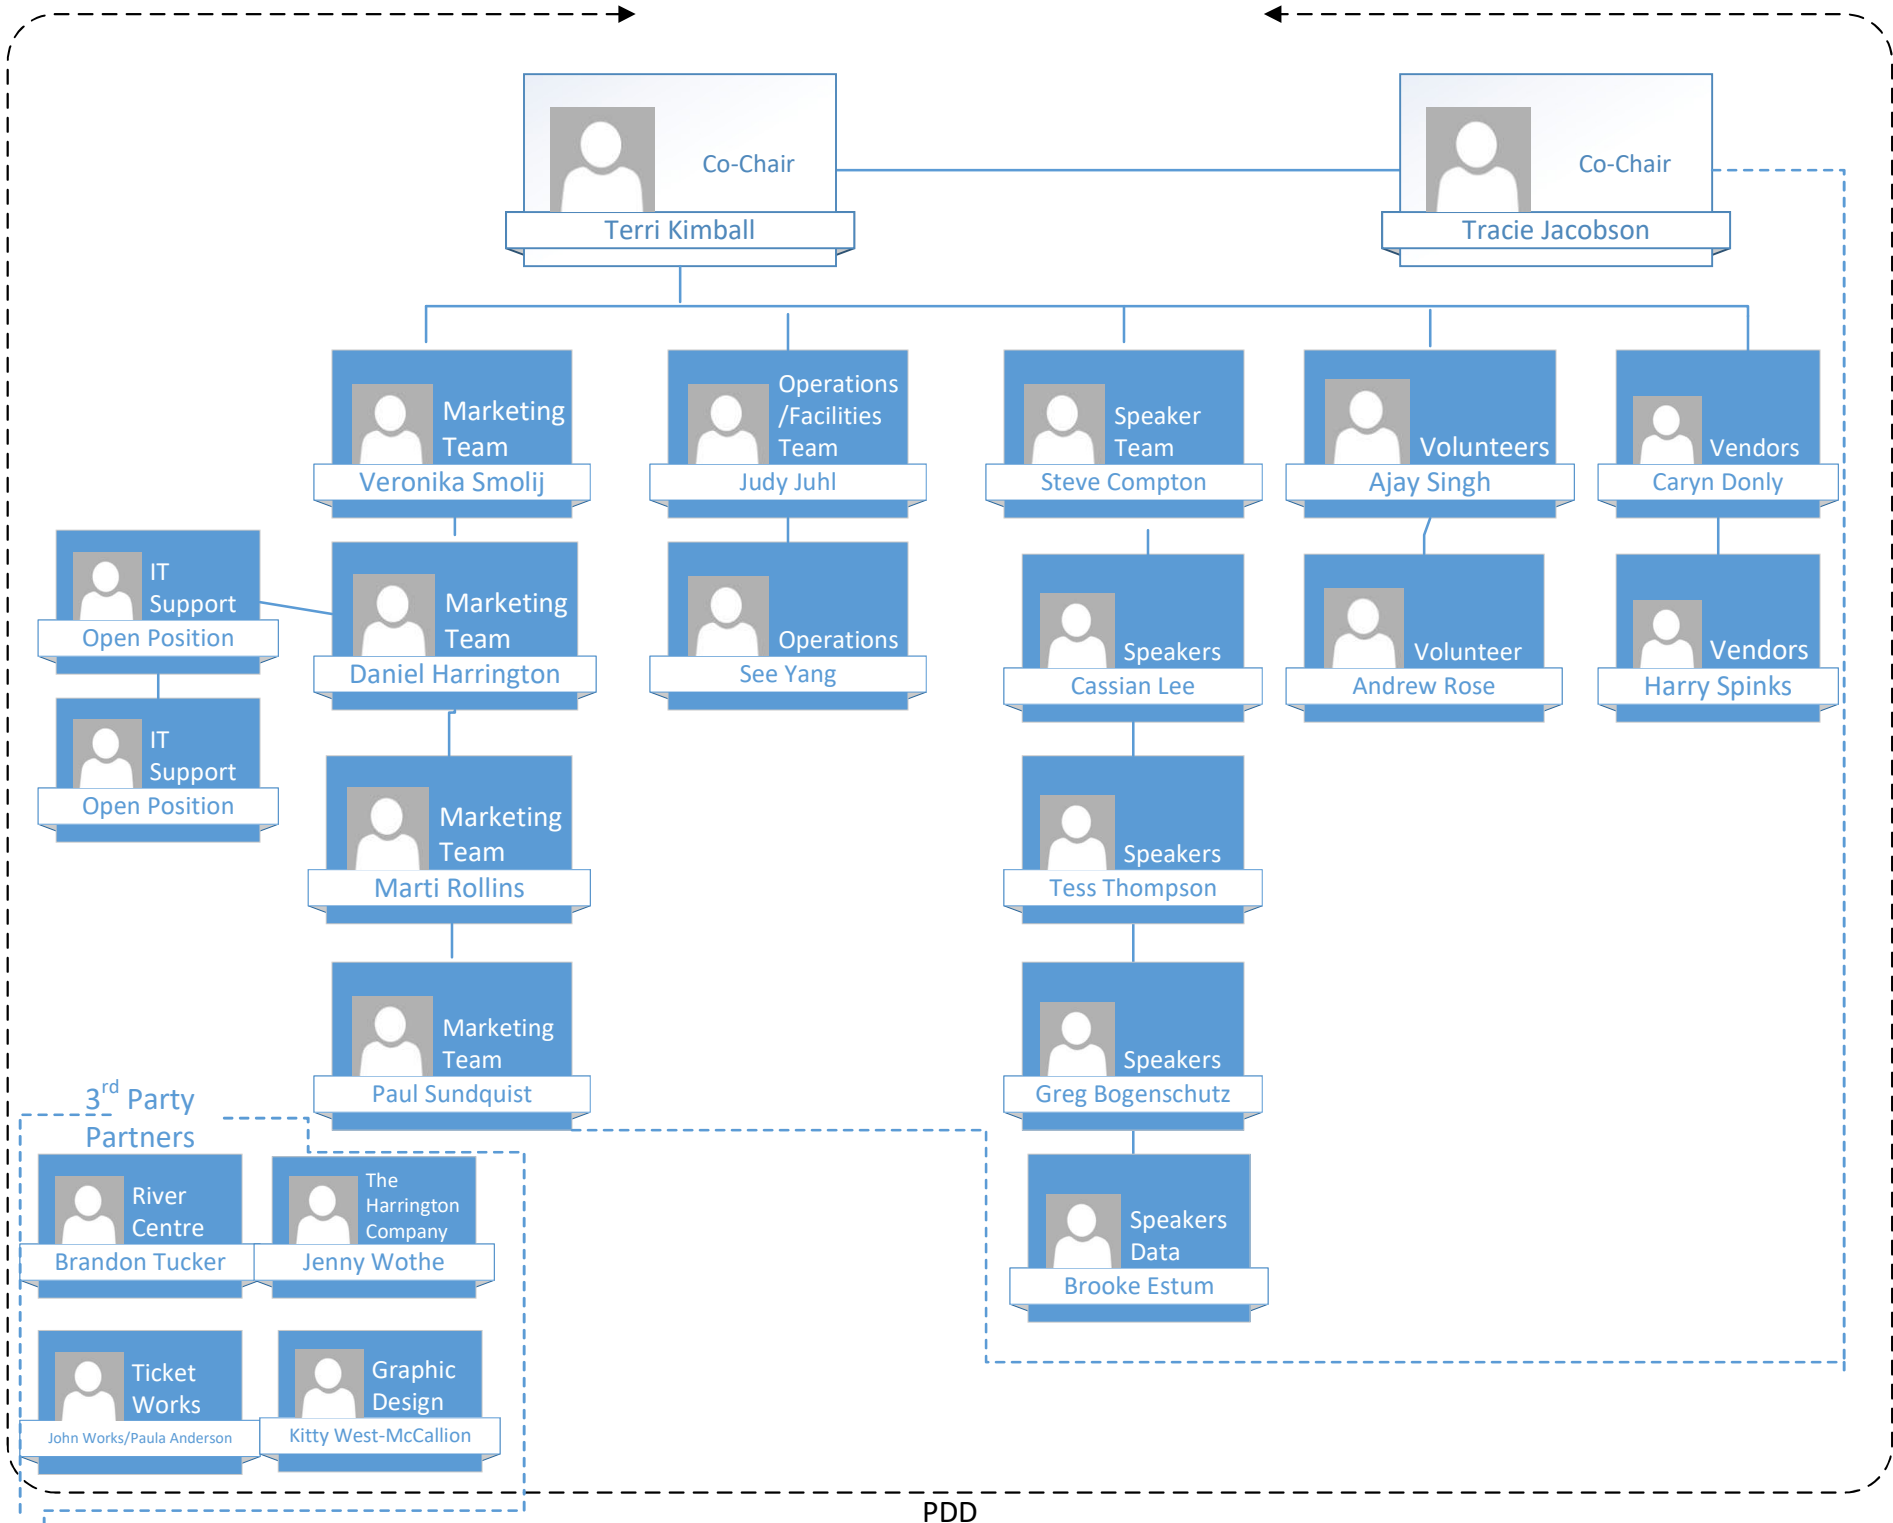 Co-Chair
Terri Kimball
Co-Chair
Tracie Jacobson
Marketing
Team
Veronika Smolij
Operations
/Facilities
Team
Judy Juhl
Speaker
Team
Steve Compton
Volunteers
Ajay Singh
Vendors
Caryn Donly
IT
Support
Open Position
Marketing
Team
Daniel Harrington
Operations
See Yang
Speakers
Cassian Lee
Volunteer
Andrew Rose
Vendors
Harry Spinks
IT
Support
Open Position
Marketing
Team
Marti Rollins
Speakers
Tess Thompson
Marketing
Team
Paul Sundquist
Speakers
Greg Bogenschutz
3rd Party
Partners
River
Centre
Brandon Tucker
The
Harrington
Company
Jenny Wothe
Speakers
Data
Brooke Estum
Ticket
Works
John Works/Paula Anderson
Graphic
Design
Kitty West-McCallion
PDD